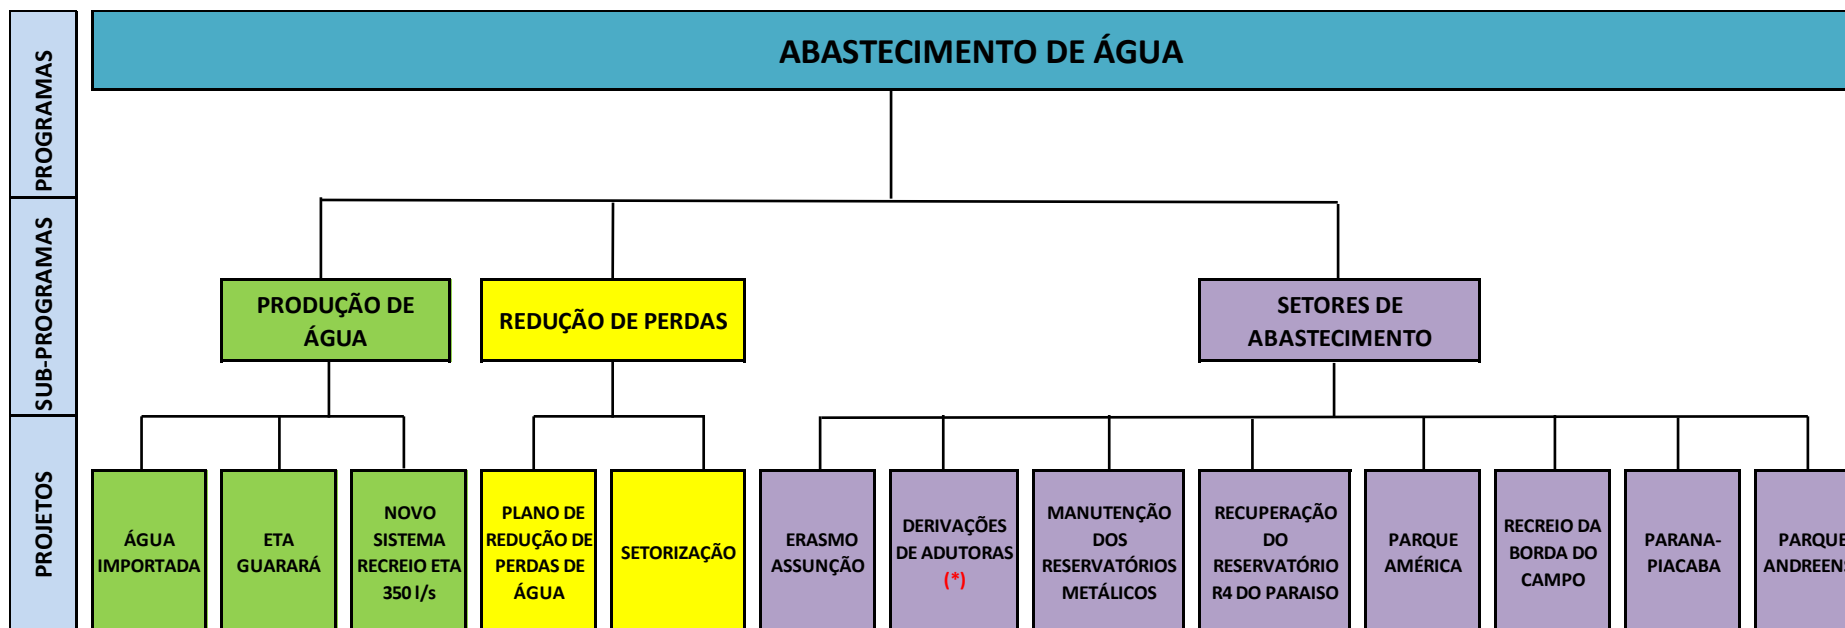 PROGRAMAS
ABASTECIMENTO DE ÁGUA
SUB-PROGRAMAS
PRODUÇÃO DE
ÁGUA
REDUÇÃO DE PERDAS
SETORES DE
ABASTECIMENTO
PROJETOS
ÁGUA
IMPORTADA
ETA
GUARARÁ
NOVO
SISTEMA
RECREIO ETA
350 l/s
PLANO DE
REDUÇÃO DE
PERDAS DE
ÁGUA
SETORIZAÇÃO
ERASMO
ASSUNÇÃO
DERIVAÇÕES
DE ADUTORAS
(*)
MANUTENÇÃO
DOS
RESERVATÓRIOS
METÁLICOS
RECUPERAÇÃO
DO
RESERVATÓRIO
R4 DO PARAISO
PARQUE
AMÉRICA
RECREIO DA
BORDA DO
CAMPO
PARANA-
PIACABA
PARQUE